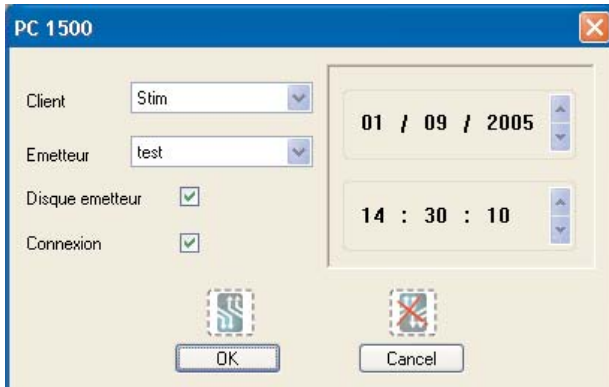 PC 1500
Client Stim
Emetteur test
Disque emetteur
Connexion
01 / 09 / 2005
14 : 30 : 10
OK Cancel